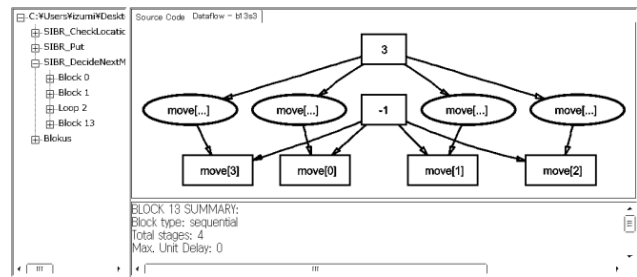 C:¥Users¥izumi¥Deskt
SIBR_CheckLocatic
SIBR_Put
SIBR_DecideNextM
Block 0
Block 1
Loop 2
Block 13
Blokus
Source Code Dataflow - b13s3
3
move[...] move[...] -1 move[...] move[...]
move[3] move[0] move[1] move[2]
BLOCK 13 SUMMARY:
Block type: sequential
Total stages: 4
Max. Unit Delay: 0